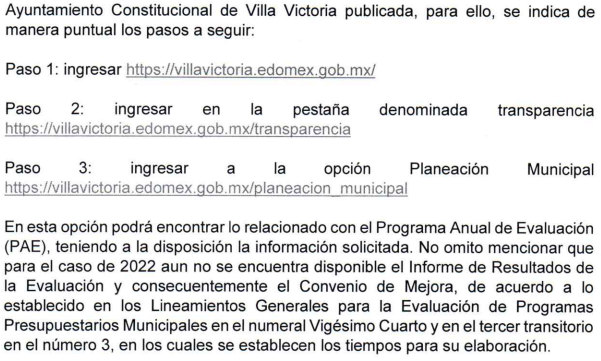 Ayuntamiento Constitucional de Villa Victoria publicada, para ello, se indica de
manera puntual los pasos a seguir:
Paso 1: ingresar https://villavictoria.edomex.gob.mx/
Paso 2: ingresar en la pestaña denominada transparencia
https://villavictoria.edomex.gob.mx/transparencia
Paso 3: ingresar a la opción Planeación Municipal
https://villavictoria.edomex.gob.mx/planeacion_municipal
En esta opción podrá encontrar lo relacionado con el Programa Anual de Evaluación
(PAE), teniendo a la disposición la información solicitada. No omito mencionar que
para el caso de 2022 aun no se encuentra disponible el Informe de Resultados de
la Evaluación y consecuentemente el Convenio de Mejora, de acuerdo a lo
establecido en los Lineamientos Generales para la Evaluación de Programas
Presupuestarios Municipales en el numeral Vigésimo Cuarto y en el tercer transitorio
en el número 3, en los cuales se establecen los tiempos para su elaboración.